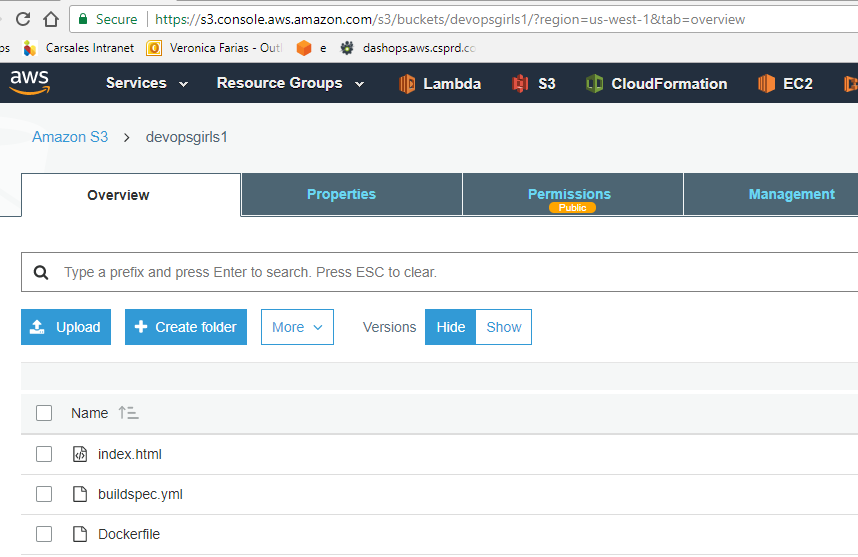 Secure https://s3.console.aws.amazon.com/s3/buckets/devopsgirls1/?region=us-west-1&tab=overview
ps Carsales Intranet Veronica Farias - Outl e dashops.aws.csprd.co
aws Services Resource Groups Lambda S3 CloudFormation EC2
Amazon S3 > devopsgirls1
Overview Properties Permissions Management
Public
Type a prefix and press Enter to search. Press ESC to clear.
Upload + Create folder More Versions Hide Show
Name
index.html
buildspec.yml
Dockerfile